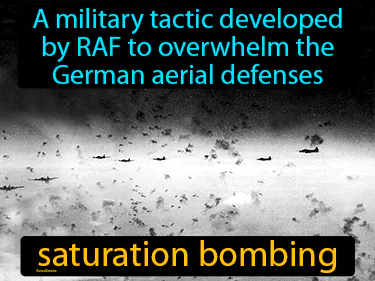 A military tactic developed
by RAF to overwhelm the
German aerial defenses
saturation bombing